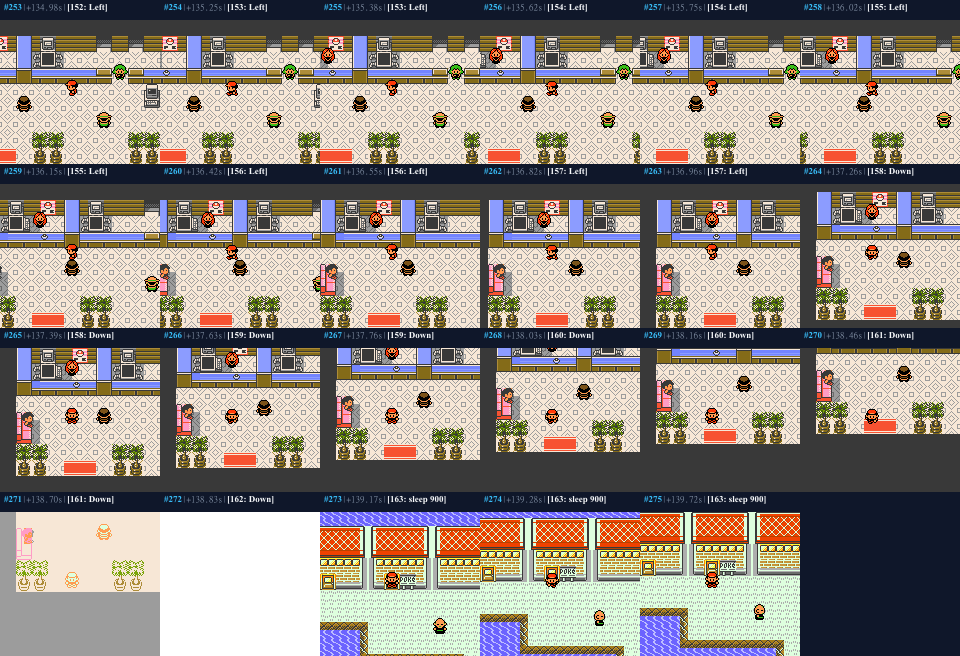 #253|+134.98s| [152: Left]
#254|+135.25s| [153: Left]
#255|+135.38s| [153: Left]
#256|+135.62s| [154: Left]
#257|+135.75s| [154: Left]
#258|+136.02s| [155: Left]
#259|+136.15s| [155: Left]
#260|+136.42s| [156: Left]
#261|+136.55s| [156: Left]
#262|+136.82s| [157: Left]
#263|+136.96s| [157: Left]
#264|+137.26s| [158: Down]
#265|+137.39s| [158: Down]
#266|+137.63s| [159: Down]
#267|+137.76s| [159: Down]
#268|+138.03s| [160: Down]
#269|+138.16s| [160: Down]
#270|+138.46s| [161: Down]
#271|+138.70s| [161: Down]
#272|+138.83s| [162: Down]
#273|+139.17s| [163: sleep 900]
#274|+139.28s| [163: sleep 900]
#275|+139.72s| [163: sleep 900]
POKE
POKE
POKE